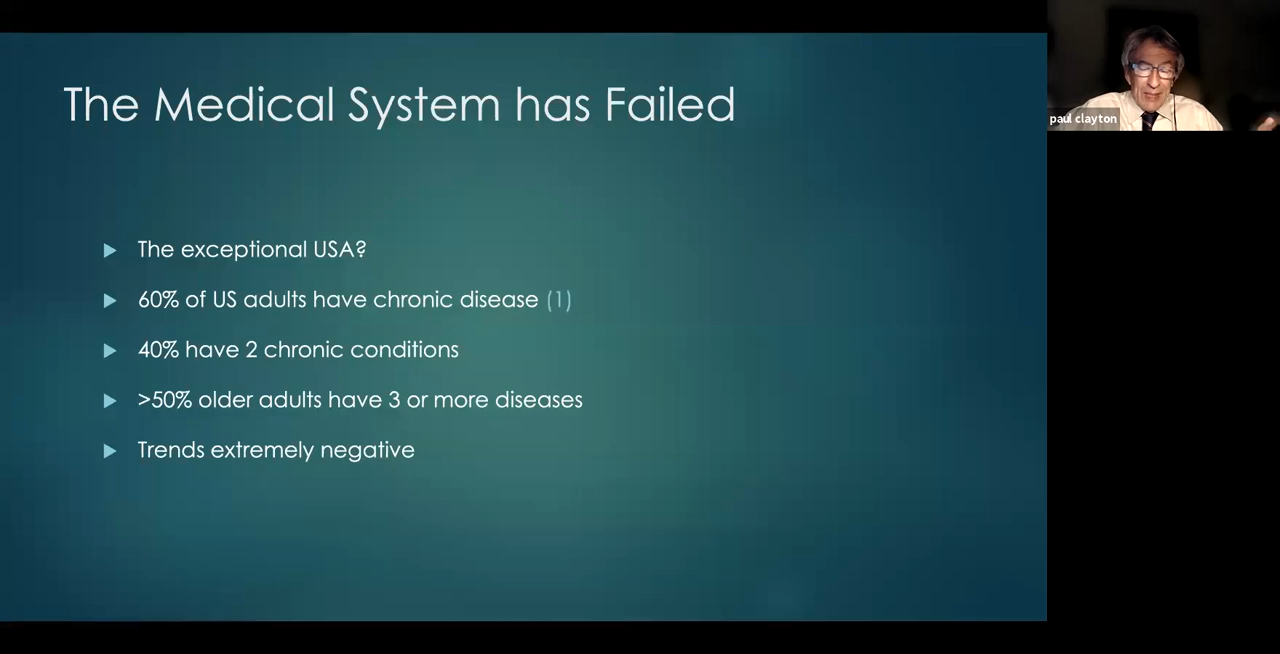 The Medical System has Failed
The exceptional USA?
60% of US adults have chronic disease (1)
40% have 2 chronic conditions
>50% older adults have 3 or more diseases
Trends extremely negative
paul clayton